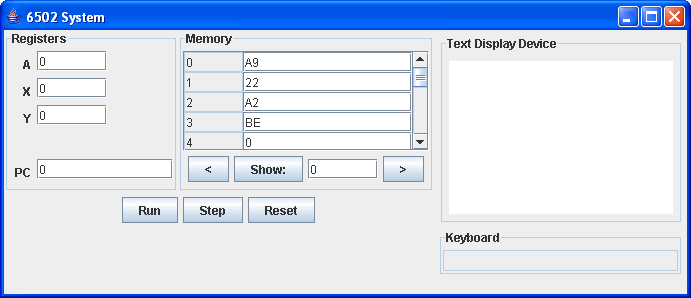 6502 System
Registers
A 0
X 0
Y 0
PC 0
Memory
0 A9
1 22
2 A2
3 BE
4 0
< Show: 0 >
Run Step Reset
Text Display Device
Keyboard